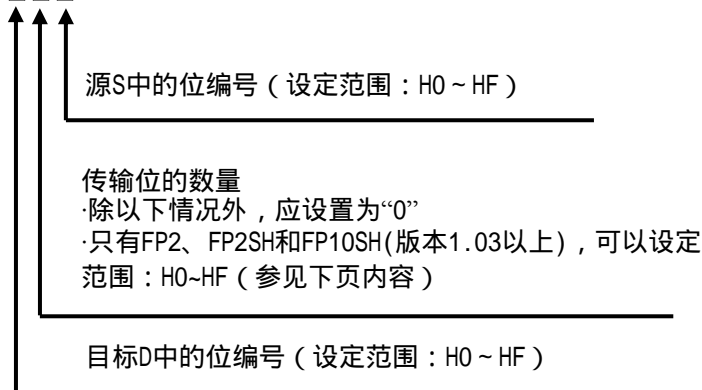 源S中的位编号（设定范围：H0～HF）
传输位的数量
·除以下情况外，应设置为“0”
·只有FP2、FP2SH和FP10SH(版本1.03以上)，可以设定
范围：H0~HF（参见下页内容）
目标D中的位编号（设定范围：H0～HF）